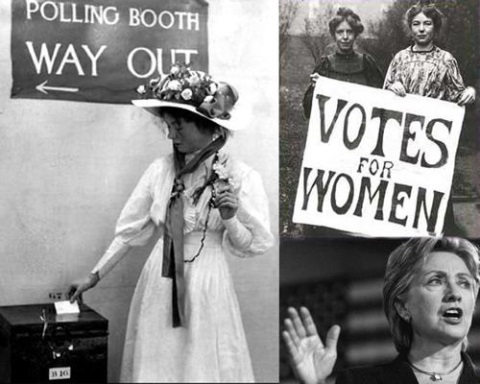 POLLING BOOTH
WAY OUT
VOTES
FOR
WOMEN